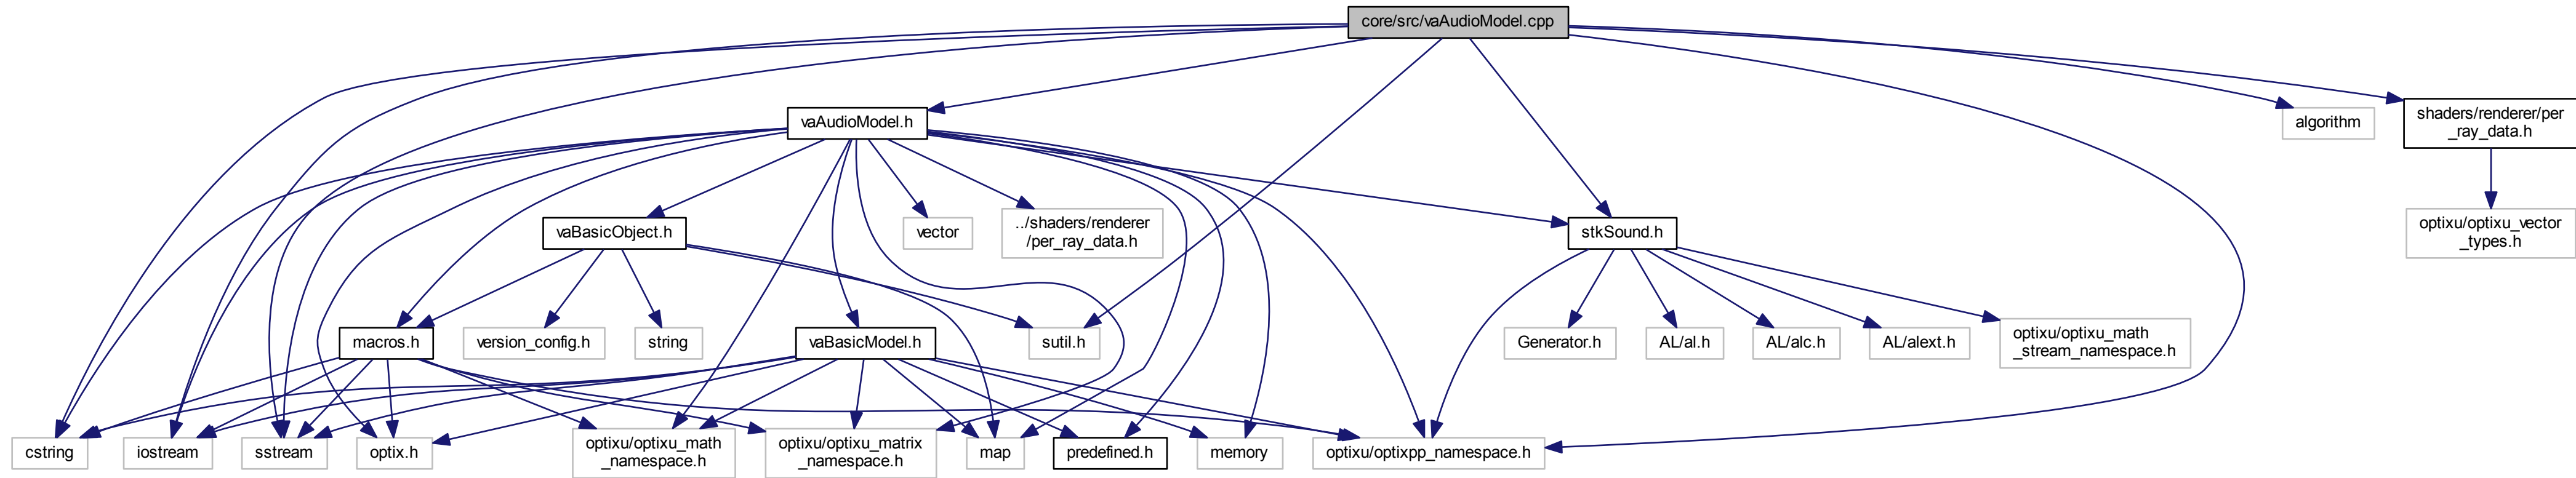 core/src/vaAudioModel.cpp
vaAudioModel.h
algorithm
shaders/renderer/per
_ray_data.h
vaBasicObject.h
vector
../shaders/renderer
/per_ray_data.h
stkSound.h
optixu/optixu_vector
_types.h
macros.h
version_config.h
string
vaBasicModel.h
sutil.h
Generator.h
AL/al.h
AL/alc.h
AL/alext.h
optixu/optixu_math
_stream_namespace.h
cstring
iostream
sstream
optix.h
optixu/optixu_math
_namespace.h
optixu/optixu_matrix
_namespace.h
map
predefined.h
memory
optixu/optixpp_namespace.h